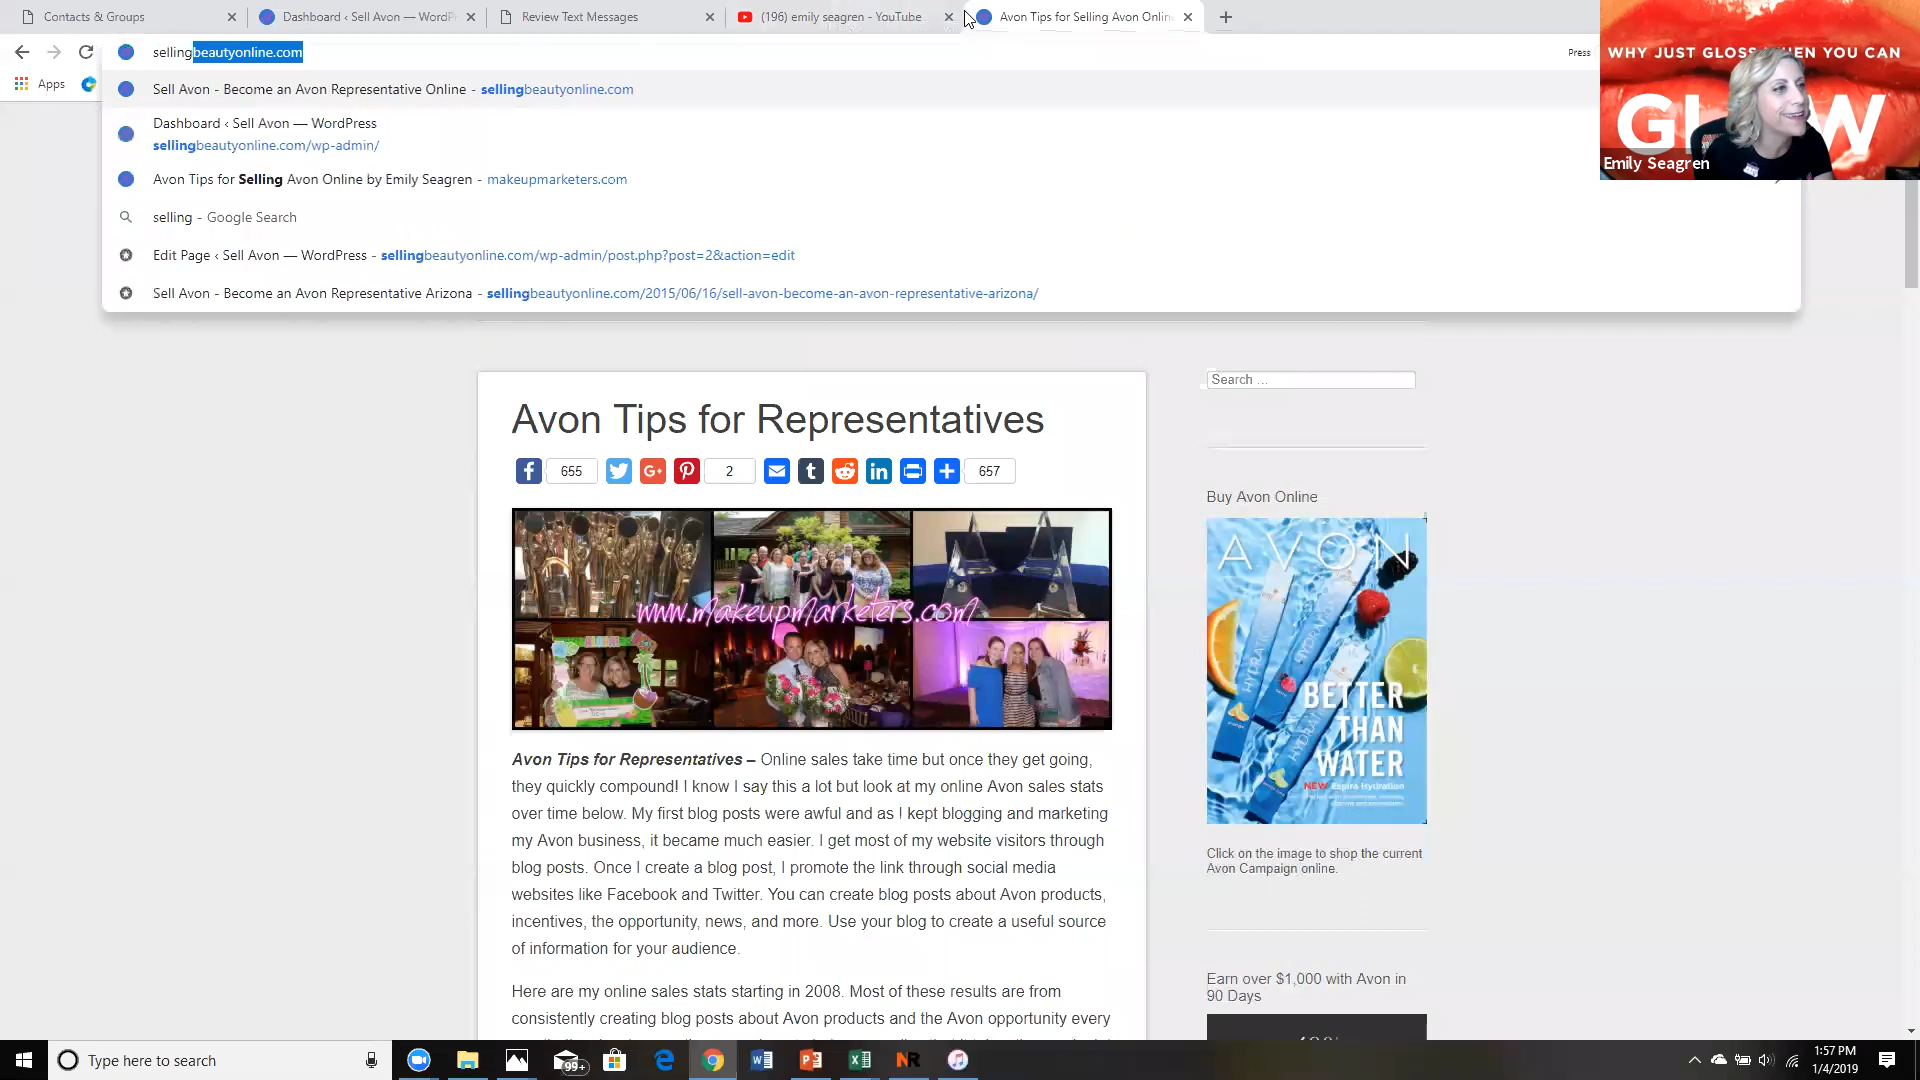 Contacts & Groups
Dashboard ‹ Sell Avon — WordP
Review Text Messages
(196) emily seagren - YouTube
Avon Tips for Selling Avon Onlin
sellingbeautyonline.com
Press
Apps
Sell Avon - Become an Avon Representative Online - sellingbeautyonline.com
Dashboard ‹ Sell Avon — WordPress
sellingbeautyonline.com/wp-admin/
Avon Tips for Selling Avon Online by Emily Seagren - makeupmarketers.com
selling - Google Search
Edit Page ‹ Sell Avon — WordPress - sellingbeautyonline.com/wp-admin/post.php?post=2&action=edit
Sell Avon - Become an Avon Representative Arizona - sellingbeautyonline.com/2015/06/16/sell-avon-become-an-avon-representative-arizona/
WHY JUST GLOSS WHEN YOU CAN
GL W
Emily Seagren
Avon Tips for Representatives
655
2
657
www.makeupmarketers.com
Avon Tips for Representatives – Online sales take time but once they get going,
they quickly compound! I know I say this a lot but look at my online Avon sales stats
over time below. My first blog posts were awful and as I kept blogging and marketing
my Avon business, it became much easier. I get most of my website visitors through
blog posts. Once I create a blog post, I promote the link through social media
websites like Facebook and Twitter. You can create blog posts about Avon products,
incentives, the opportunity, news, and more. Use your blog to create a useful source
of information for your audience.
Here are my online sales stats starting in 2008. Most of these results are from
consistently creating blog posts about Avon products and the Avon opportunity every
Search ...
Buy Avon Online
AVON
HYDRATION
BETTER
THAN
WATER
NEW Espira Hydration
Click on the image to shop the current
Avon Campaign online.
Earn over $1,000 with Avon in
90 Days
Type here to search
99+
1:57 PM
1/4/2019